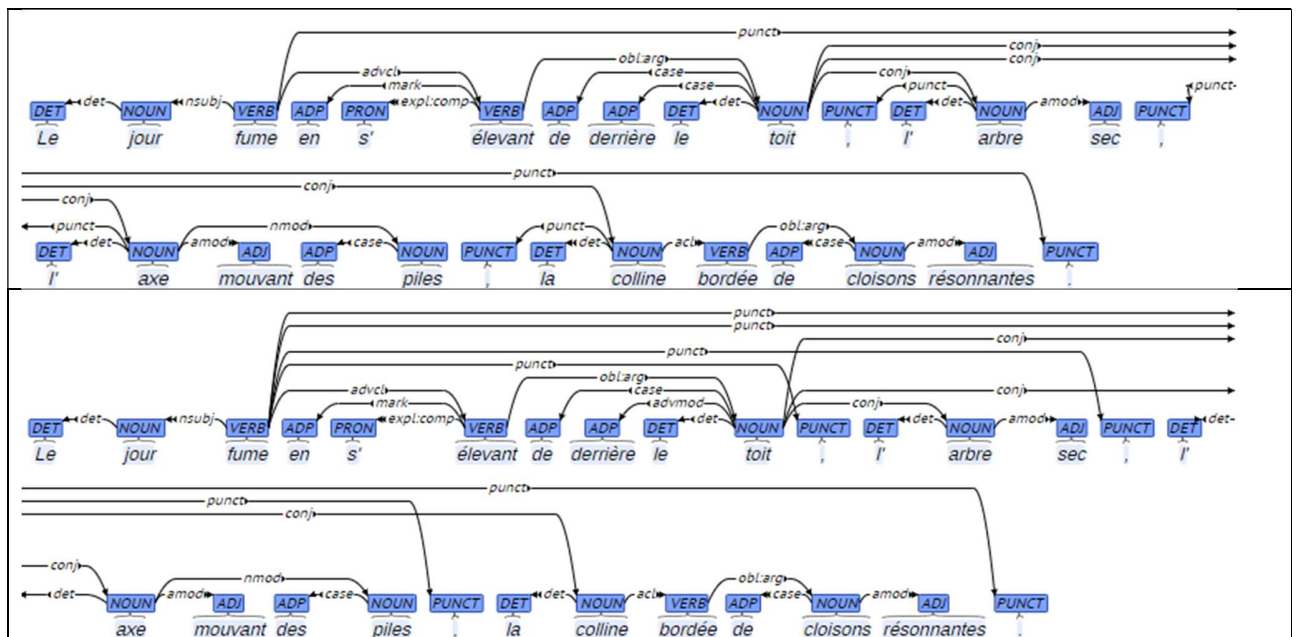 punct
conj
obl:arg conj
advcl case conj
mark case punct punct
det nsubj expl:comp det det amod
DET NOUN VERB ADP PRON VERB ADP ADP DET NOUN PUNCT DET NOUN ADJ PUNCT
Le jour fume en s' élevant de derrière le toit , l' arbre sec ,
punct
conj
conj
punct nmod punct obl:arg
det amod case det acl case amod
DET NOUN ADJ ADP NOUN PUNCT DET NOUN VERB ADP NOUN ADJ PUNCT
l' axe mouvant des piles , la colline bordée de cloisons résonnantes .
punct
punct
conj
punct
punct
obl:arg
advcl case conj
mark advmod conj
det nsubj expl:comp det det amod det
DET NOUN VERB ADP PRON VERB ADP ADP DET NOUN PUNCT DET NOUN ADJ PUNCT DET
Le jour fume en s' élevant de derrière le toit , l' arbre sec , l'
punct
punct
conj
conj
nmod obl:arg
det amod case det acl case amod
NOUN ADJ ADP NOUN PUNCT DET NOUN VERB ADP NOUN ADJ PUNCT
axe mouvant des piles , la colline bordée de cloisons résonnantes .